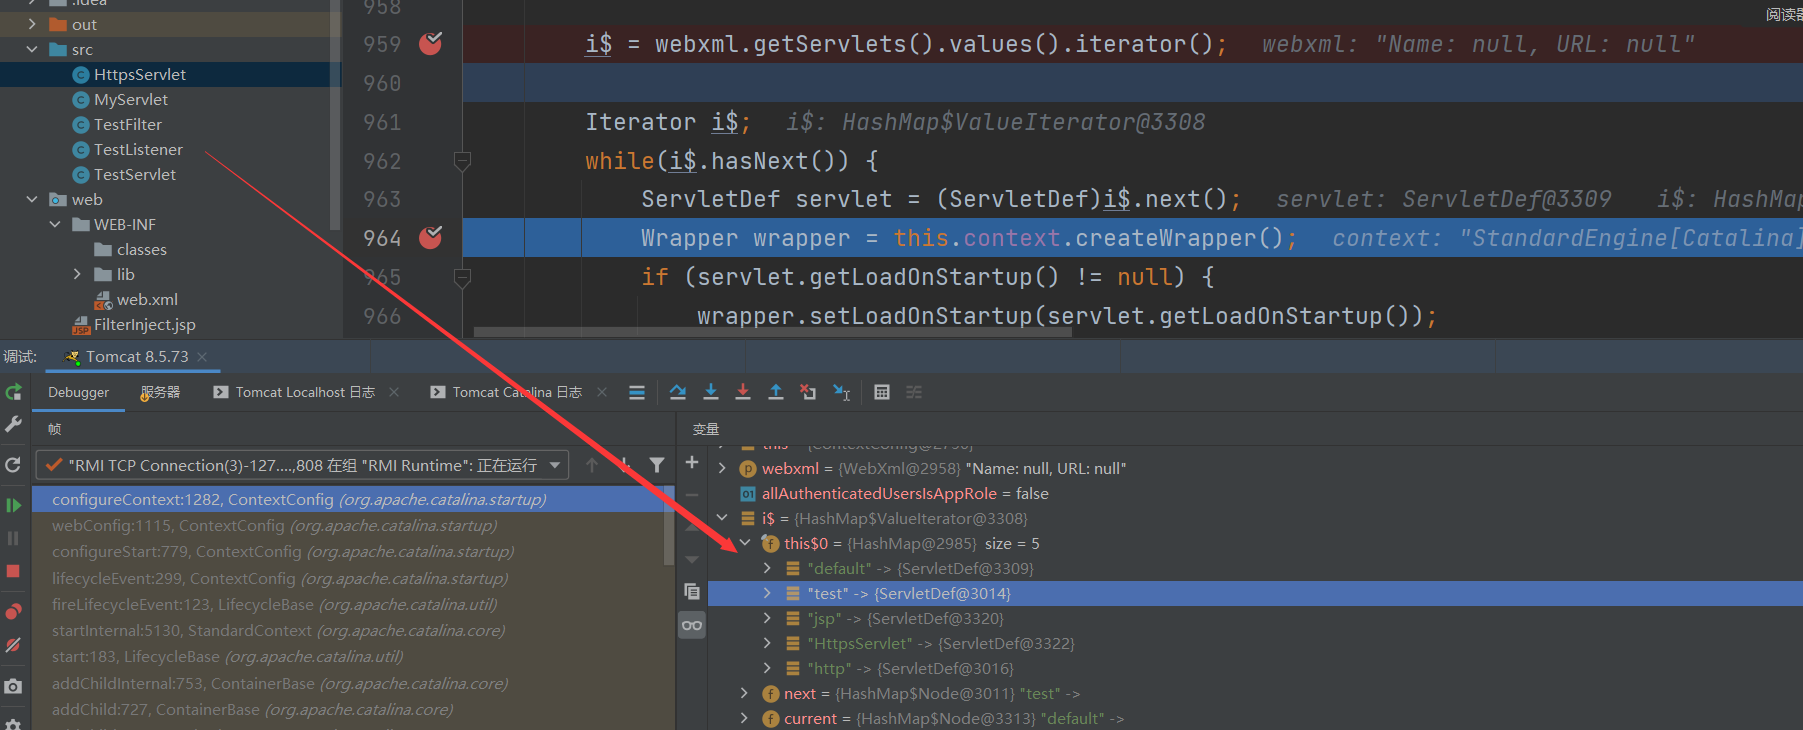 .idea
out
src
HttpsServlet
MyServlet
TestFilter
TestListener
TestServlet
web
WEB-INF
classes
lib
web.xml
FilterInject.jsp
阅读器
958
959 i$ = webxml.getServlets().values().iterator(); webxml: "Name: null, URL: null"
960
961 Iterator i$; i$: HashMap$ValueIterator@3308
962 while(i$.hasNext()) {
963 ServletDef servlet = (ServletDef)i$.next(); servlet: ServletDef@3309 i$: HashMa
964 Wrapper wrapper = this.context.createWrapper(); context: "StandardEngine[Catalina]
965 if (servlet.getLoadOnStartup() != null) {
966 wrapper.setLoadOnStartup(servlet.getLoadOnStartup());
调试: Tomcat 8.5.73
Debugger 服务器 Tomcat Localhost 日志 Tomcat Catalina 日志
帧
"RMI TCP Connection(3)-127....,808 在组 "RMI Runtime": 正在运行
configureContext:1282, ContextConfig (org.apache.catalina.startup)
webConfig:1115, ContextConfig (org.apache.catalina.startup)
configureStart:779, ContextConfig (org.apache.catalina.startup)
lifecycleEvent:299, ContextConfig (org.apache.catalina.startup)
fireLifecycleEvent:123, LifecycleBase (org.apache.catalina.util)
startInternal:5130, StandardContext (org.apache.catalina.core)
start:183, LifecycleBase (org.apache.catalina.util)
addChildInternal:753, ContainerBase (org.apache.catalina.core)
addChild:727, ContainerBase (org.apache.catalina.core)
变量
webxml = {WebXml@2958} "Name: null, URL: null"
allAuthenticatedUsersIsAppRole = false
i$ = {HashMap$ValueIterator@3308}
this$0 = {HashMap@2985} size = 5
"default" -> {ServletDef@3309}
"test" -> {ServletDef@3014}
"jsp" -> {ServletDef@3320}
"HttpsServlet" -> {ServletDef@3322}
"http" -> {ServletDef@3016}
next = {HashMap$Node@3011} "test" ->
current = {HashMap$Node@3313} "default" ->